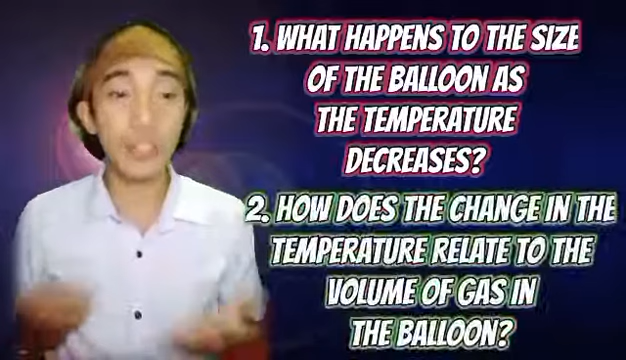 1. WHAT HAPPENS TO THE SIZE
OF THE BALLOON AS
THE TEMPERATURE
DECREASES?
2. HOW DOES THE CHANGE IN THE
TEMPERATURE RELATE TO THE
VOLUME OF GAS IN
THE BALLOON?